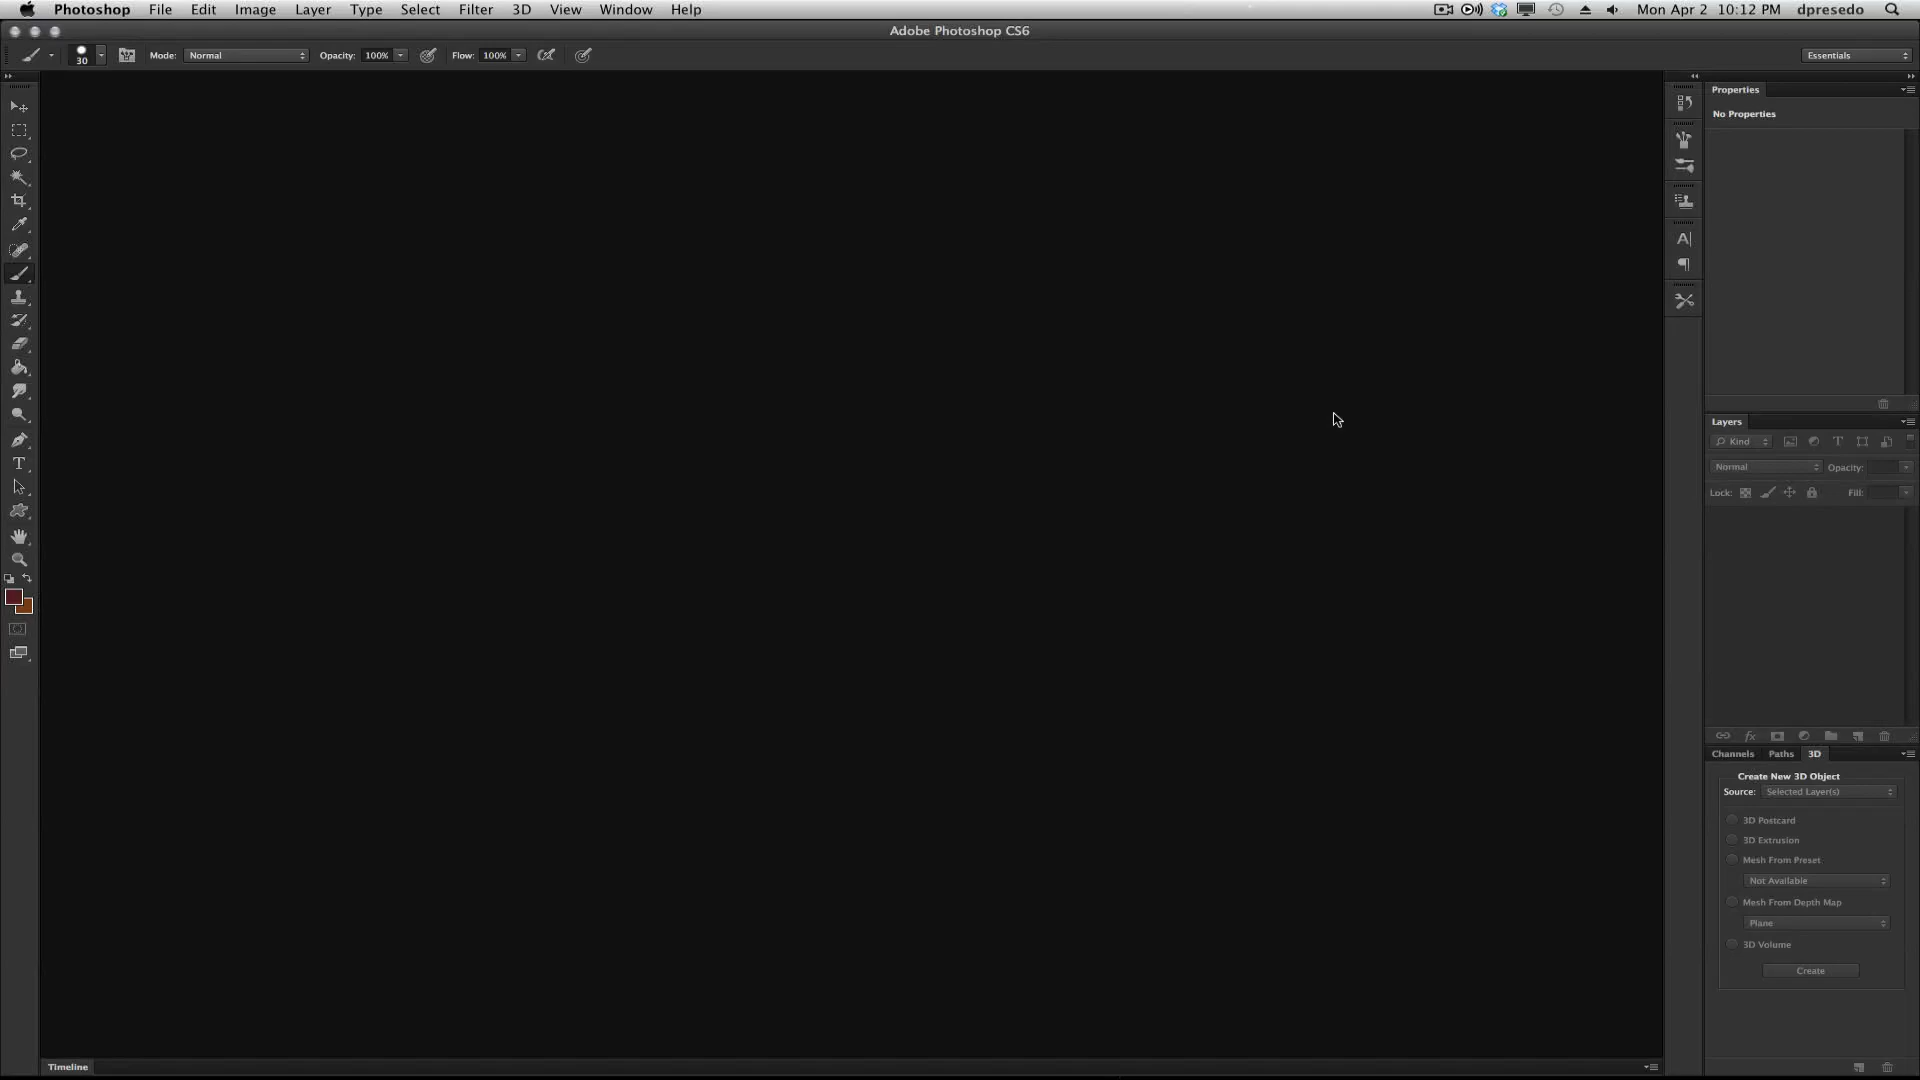 Photoshop File Edit Image Layer Type Select Filter 3D View Window Help Mon Apr 2 10:12 PM dpresedo
Adobe Photoshop CS6
30 Mode: Normal Opacity: 100% Flow: 100% Essentials
Properties
No Properties
Layers
Kind
Normal Opacity:
Lock: Fill:
Channels Paths 3D
Create New 3D Object
Source: Selected Layer(s)
3D Postcard
3D Extrusion
Mesh From Preset
Not Available
Mesh From Depth Map
Plane
3D Volume
Create
Timeline